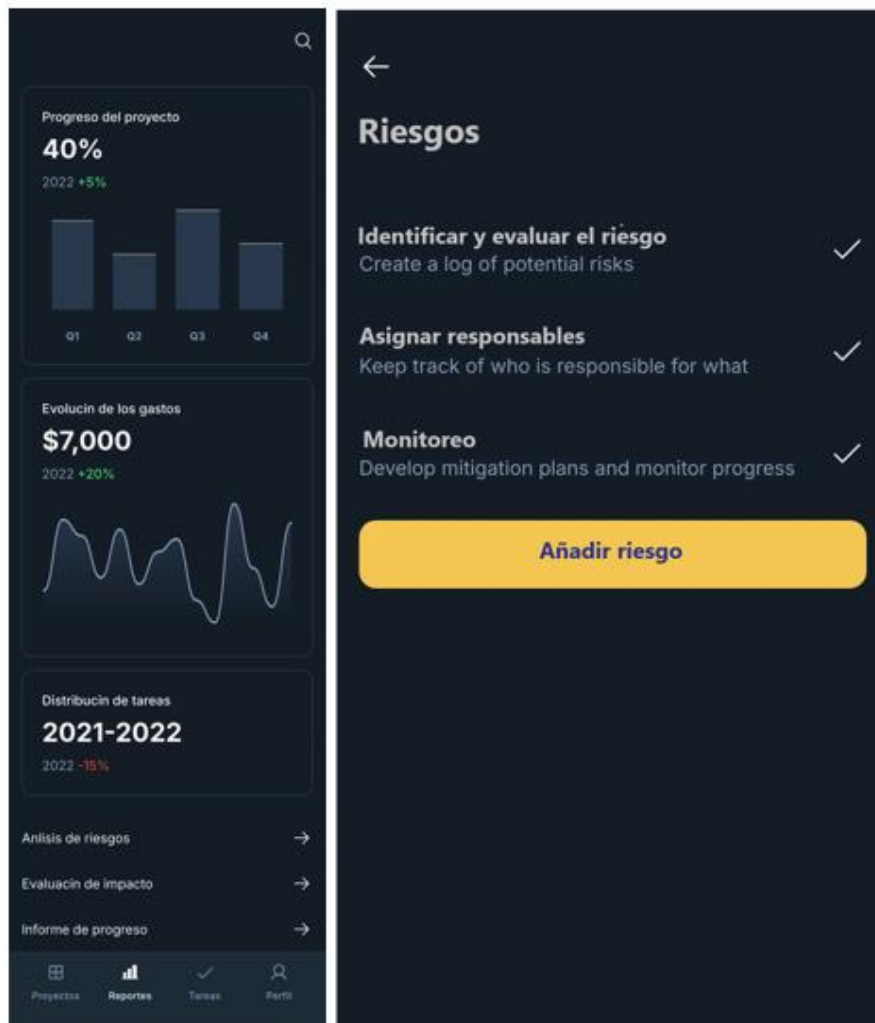 Progreso del proyecto
40%
2022 +5%
Q1 Q2 Q3 Q4
Evolucin de los gastos
$7,000
2022 +20%
Distribucin de tareas
2021-2022
2022 -15%
Anlisis de riesgos
Evaluacin de impacto
Informe de progreso
Proyectos Reportes Tareas Perfil
Riesgos
Identificar y evaluar el riesgo
Create a log of potential risks
Asignar responsables
Keep track of who is responsible for what
Monitoreo
Develop mitigation plans and monitor progress
Añadir riesgo